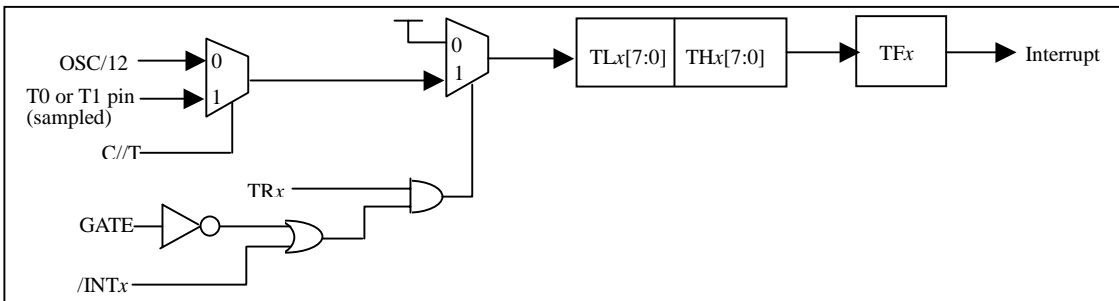 OSC/12
0
1
T0 or T1 pin
(sampled)
C//T
0
1
TLx[7:0]
THx[7:0]
TFx
Interrupt
TRx
GATE
/INTx